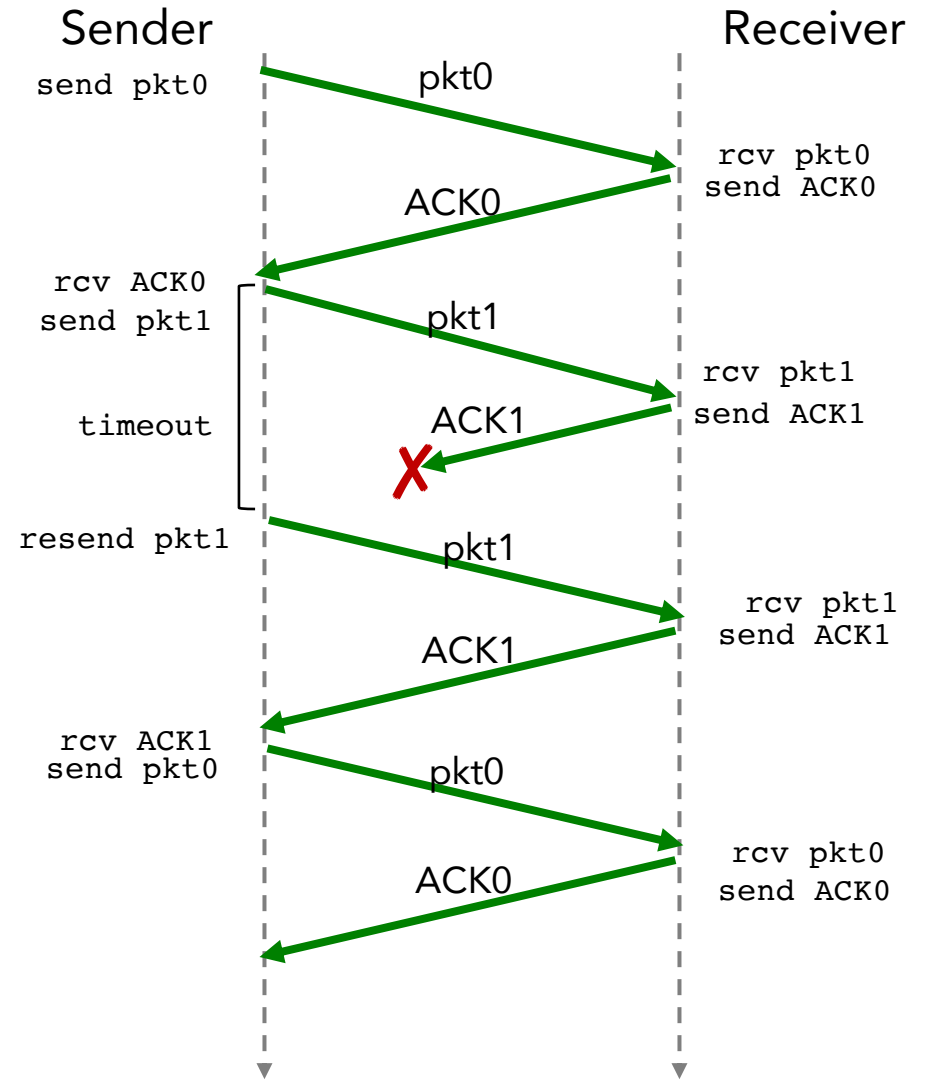 Sender
Receiver
send pkt0
pkt0
rcv pkt0
send ACK0
ACK0
rcv ACK0
send pkt1
pkt1
rcv pkt1
send ACK1
ACK1
timeout
resend pkt1
pkt1
rcv pkt1
send ACK1
ACK1
rcv ACK1
send pkt0
pkt0
rcv pkt0
send ACK0
ACK0